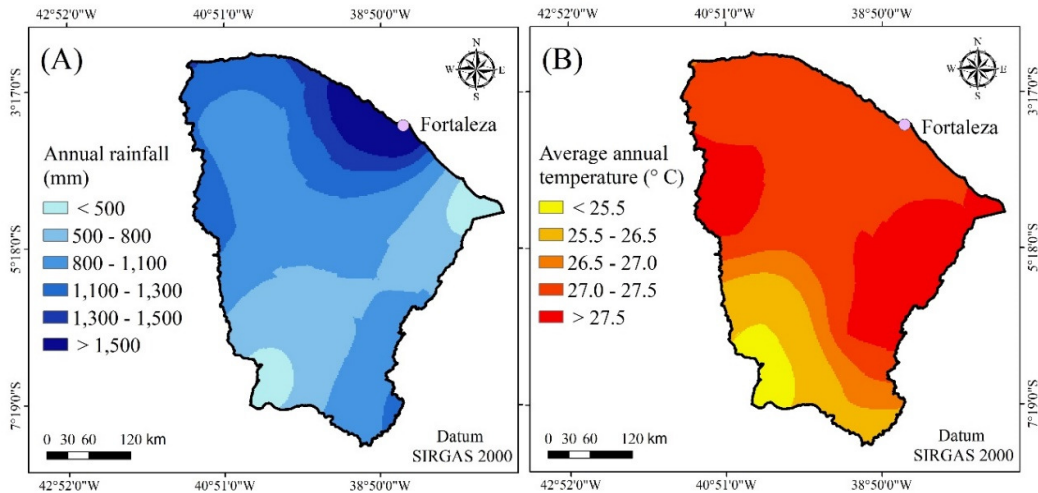 42°52'0"W 40°51'0"W 38°50'0"W 42°52'0"W 40°51'0"W 38°50'0"W
(A)
N
W E
S
Fortaleza
Annual rainfall
(mm)
< 500
500 - 800
800 - 1,100
1,100 - 1,300
1,300 - 1,500
> 1,500
0 30 60 120 km
Datum
SIRGAS 2000
3°17'0"S
5°18'0"S
7°19'0"S
42°52'0"W 40°51'0"W 38°50'0"W
(B)
N
W E
S
Fortaleza
Average annual
temperature (° C)
< 25.5
25.5 - 26.5
26.5 - 27.0
27.0 - 27.5
> 27.5
0 30 60 120 km
Datum
SIRGAS 2000
3°17'0"S
5°18'0"S
7°19'0"S
42°52'0"W 40°51'0"W 38°50'0"W